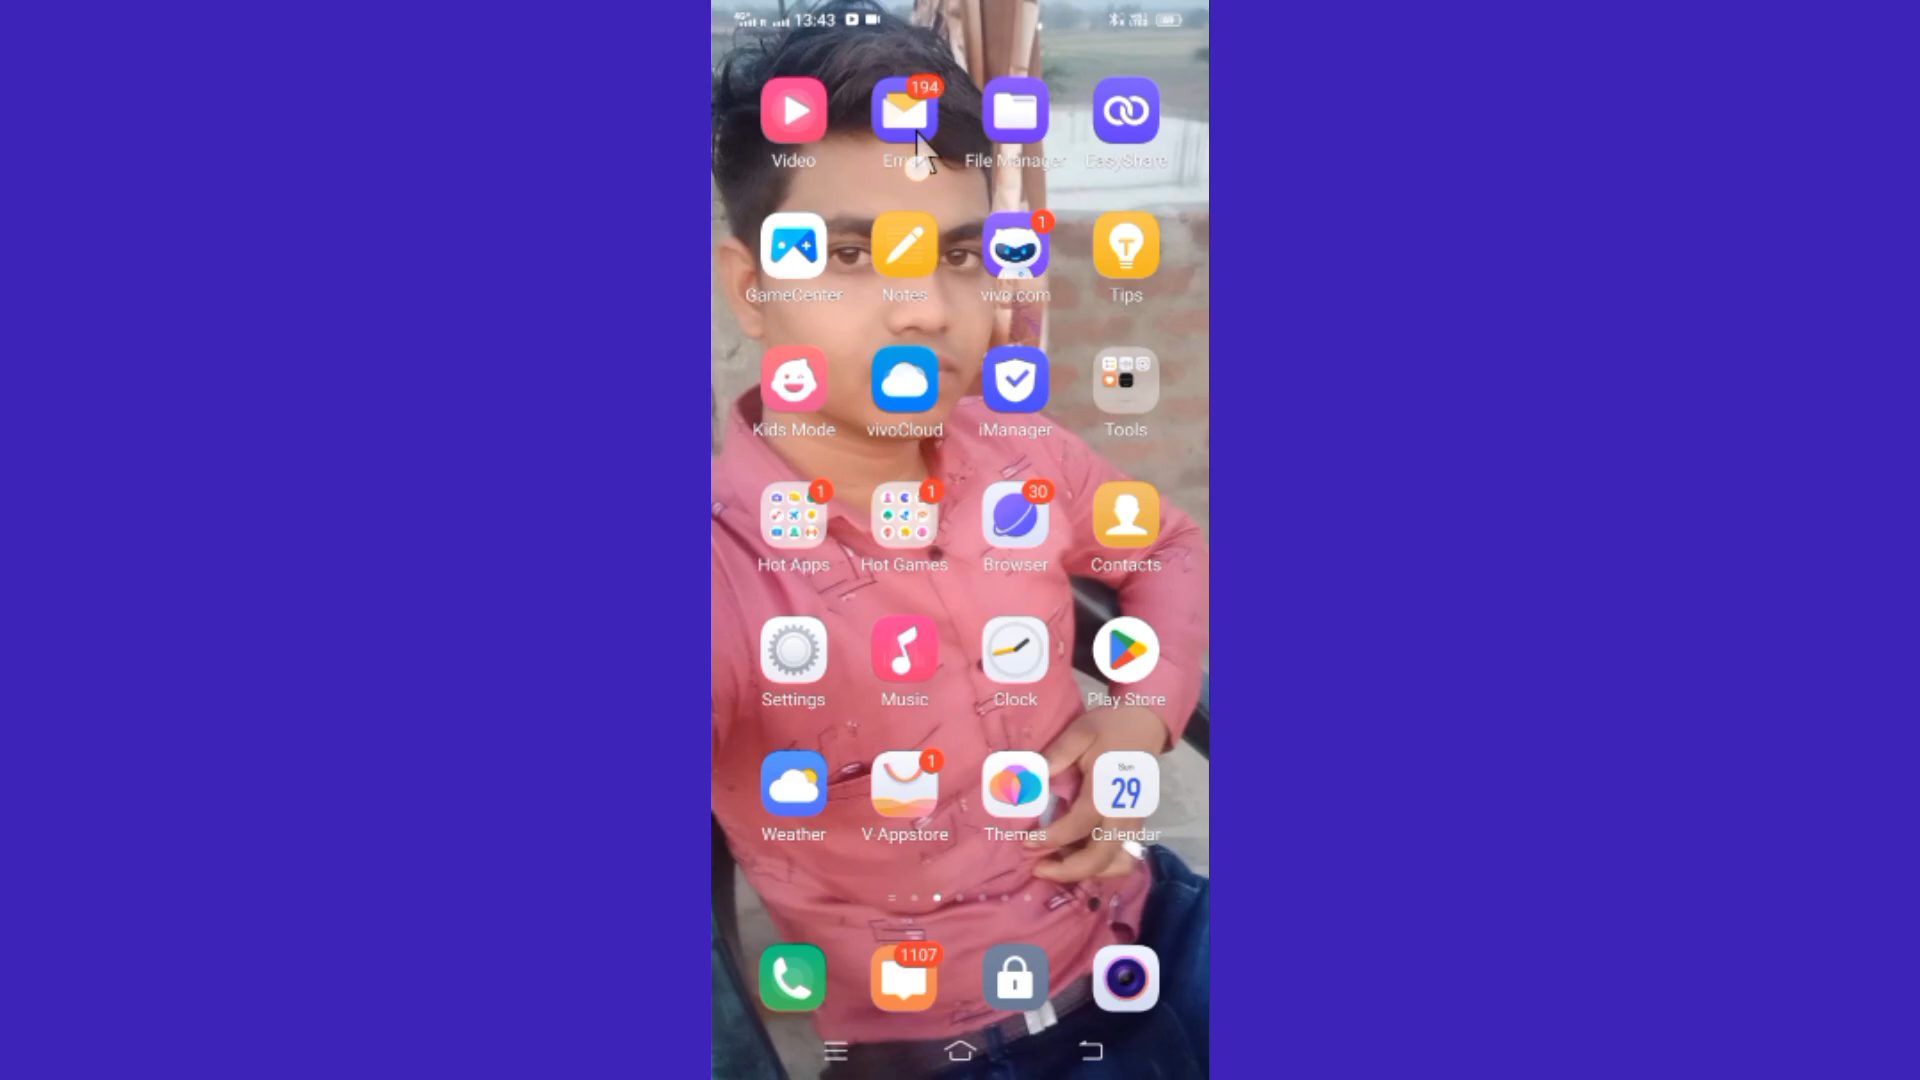 13:43
194
Video Em File Manager EasyShare
1
GameCenter Notes vivo.com Tips
Kids Mode vivoCloud iManager Tools
1 1 30
Hot Apps Hot Games Browser Contacts
Settings Music Clock Play Store
1 Sun
29
Weather V-Appstore Themes Calendar
1107